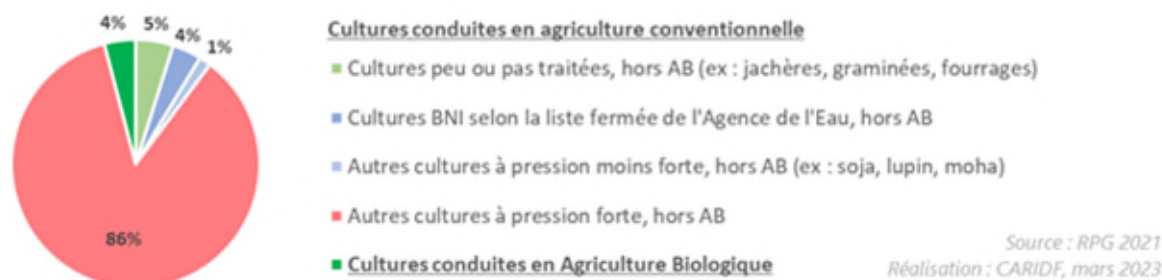 4%
5%
4%
1%
86%
Cultures conduites en agriculture conventionnelle
Cultures peu ou pas traitées, hors AB (ex : jachères, graminées, fourrages)
Cultures BNI selon la liste fermée de l'Agence de l'Eau, hors AB
Autres cultures à pression moins forte, hors AB (ex : soja, lupin, moha)
Autres cultures à pression forte, hors AB
Cultures conduites en Agriculture Biologique
Source : RPG 2021
Réalisation : CARIDF, mars 2023